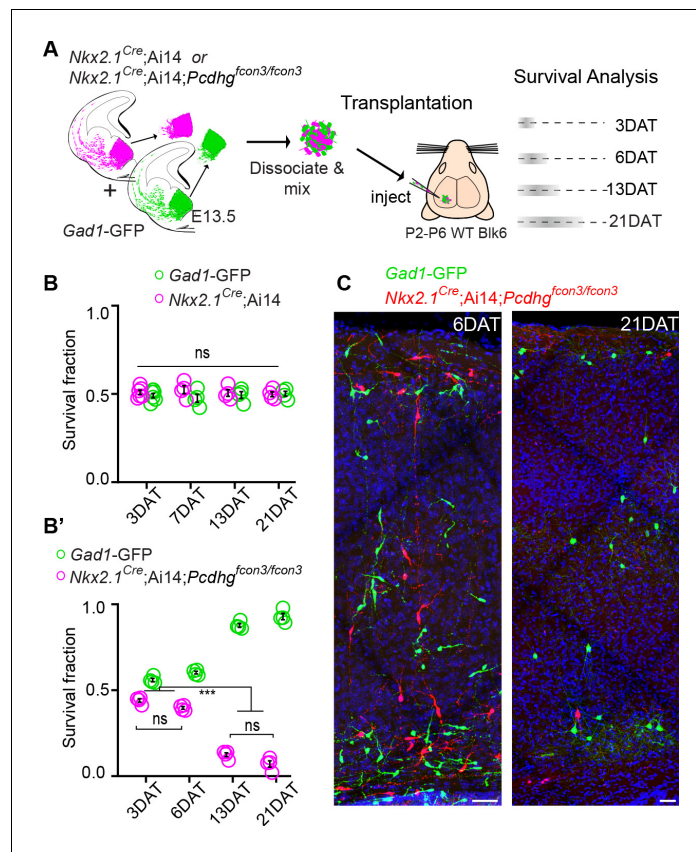 A
Nkx2.1Cre;Ai14 or
Nkx2.1Cre;Ai14;Pcdhgfcon3/fcon3
+
Gad1-GFP
E13.5
Dissociate &
mix
Transplantation
inject
P2-P6 WT Blk6
Survival Analysis
3DAT
6DAT
13DAT
21DAT
B
Gad1-GFP
Nkx2.1Cre;Ai14
Survival fraction
1.0
0.5
0.0
ns
3DAT
7DAT
13DAT
21DAT
B'
Gad1-GFP
Nkx2.1Cre;Ai14;Pcdhgfcon3/fcon3
Survival fraction
1.0
0.5
0.0
***
ns
ns
3DAT
6DAT
13DAT
21DAT
C
Gad1-GFP
Nkx2.1Cre;Ai14;Pcdhgfcon3/fcon3
6DAT
21DAT